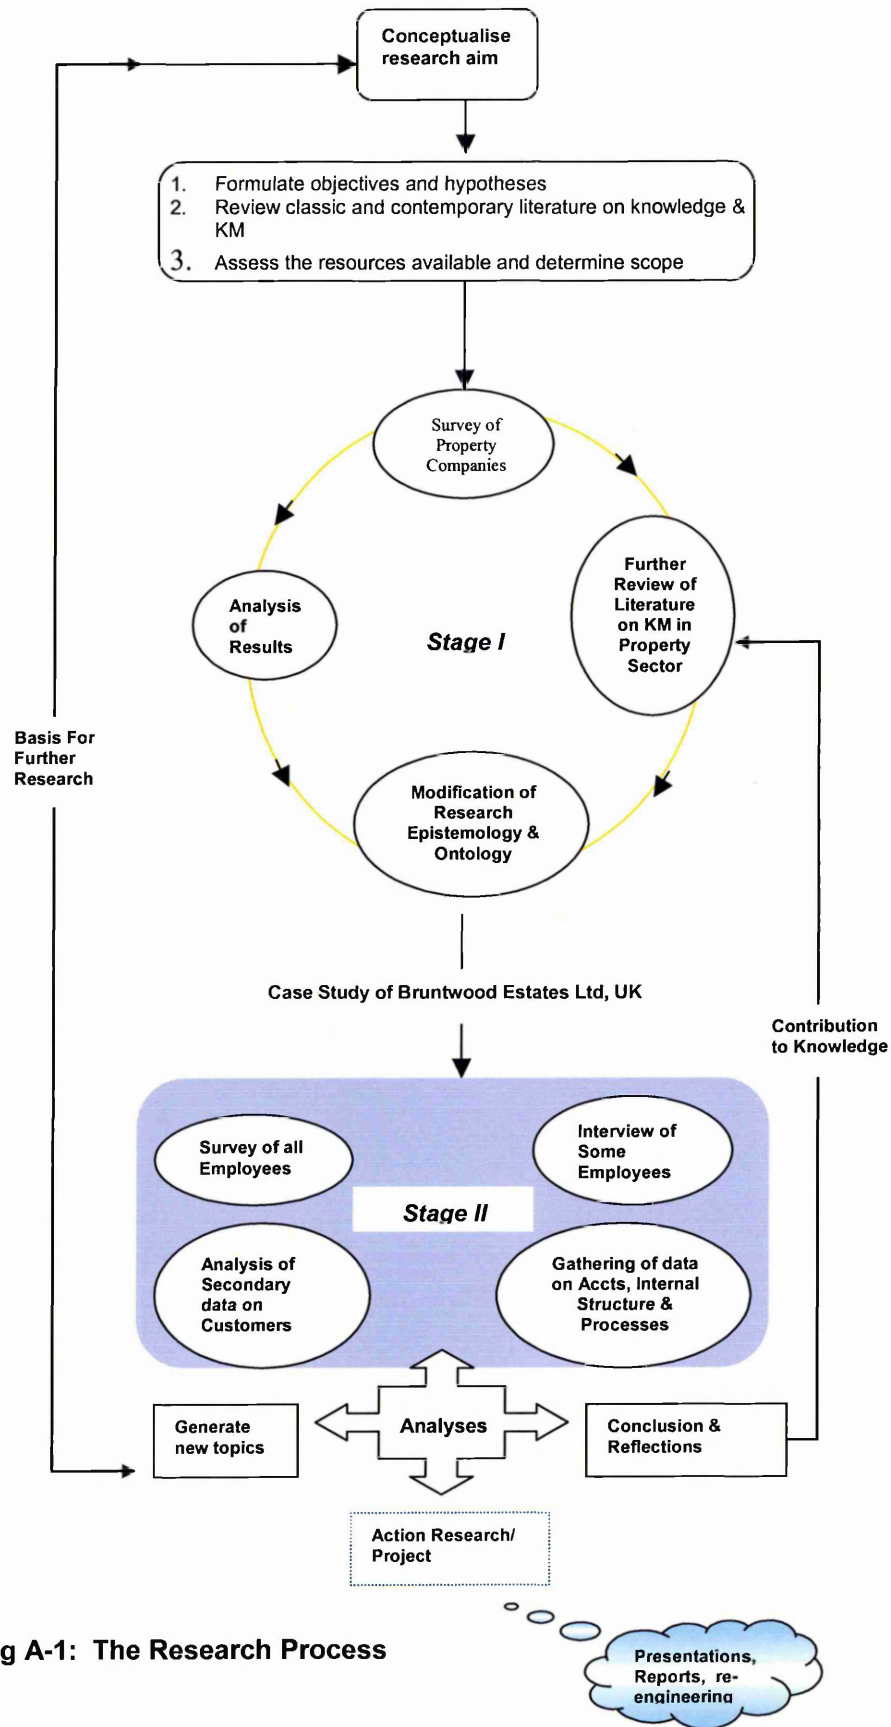 Conceptualise
research aim
1. Formulate objectives and hypotheses
2. Review classic and contemporary literature on knowledge &
KM
3. Assess the resources available and determine scope
Survey of
Property
Companies
Further
Review of
Literature
on KM in
Property
Sector
Analysis
of
Results
Stage I
Modification of
Research
Epistemology &
Ontology
Basis For
Further
Research
Case Study of Bruntwood Estates Ltd, UK
Contribution
to Knowledge
Survey of all
Employees
Interview of
Some
Employees
Stage II
Analysis of
Secondary
data on
Customers
Gathering of data
on Accts, Internal
Structure &
Processes
Generate
new topics
Analyses
Conclusion &
Reflections
Action Research/
Project
g A-1: The Research Process
Presentations,
Reports, re-
engineering